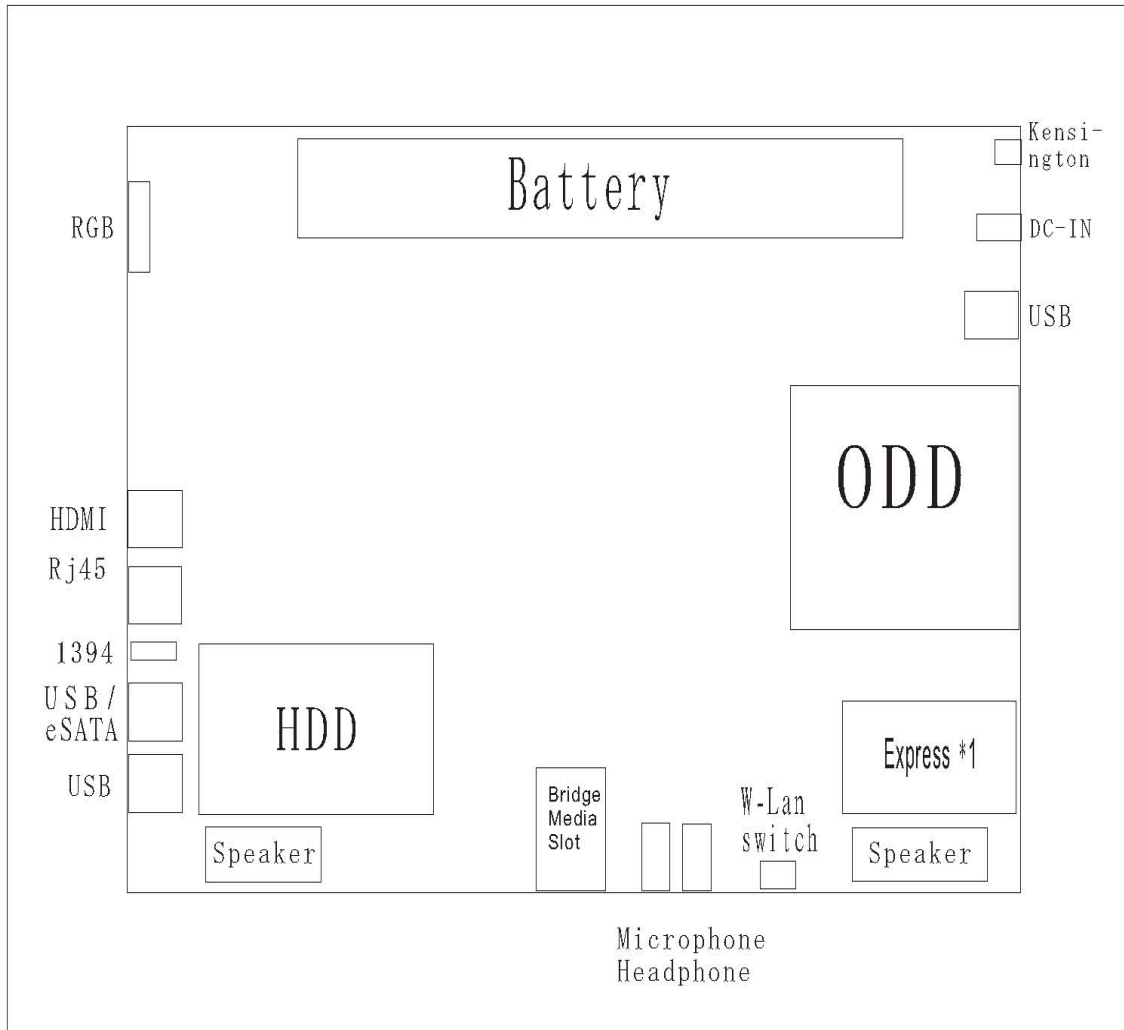 Kensi-
ngton
Battery
RGB
DC-IN
USB
ODD
HDMI
Rj45
1394
USB/
eSATA
HDD
Express *1
USB
Bridge
Media
Slot
W-Lan
switch
Speaker
Speaker
Microphone
Headphone